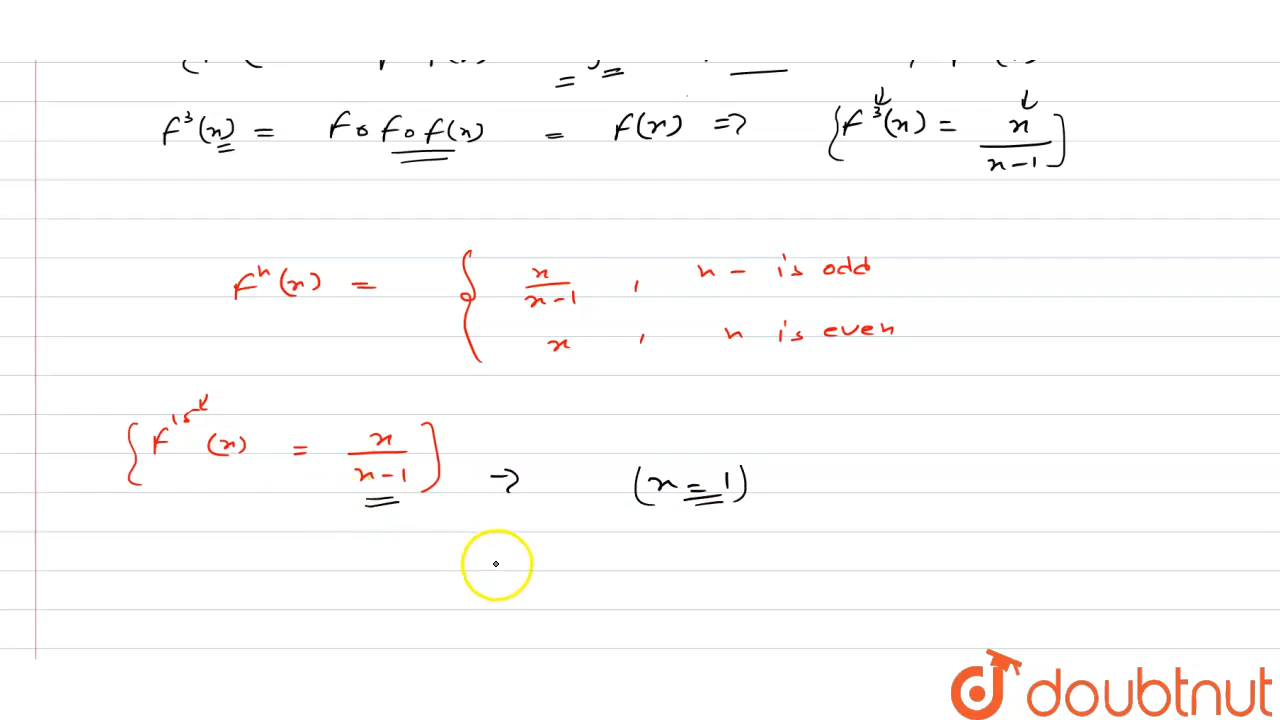 F³(x) = F∘F∘f(x) = F(x) ⇒ {F³(x) = x/(x-1)}
Fⁿ(x) = { x/(x-1) , n - is odd
x , n is even
{F¹⁵(x) = x/(x-1)} → (x = 1)
doubtnut